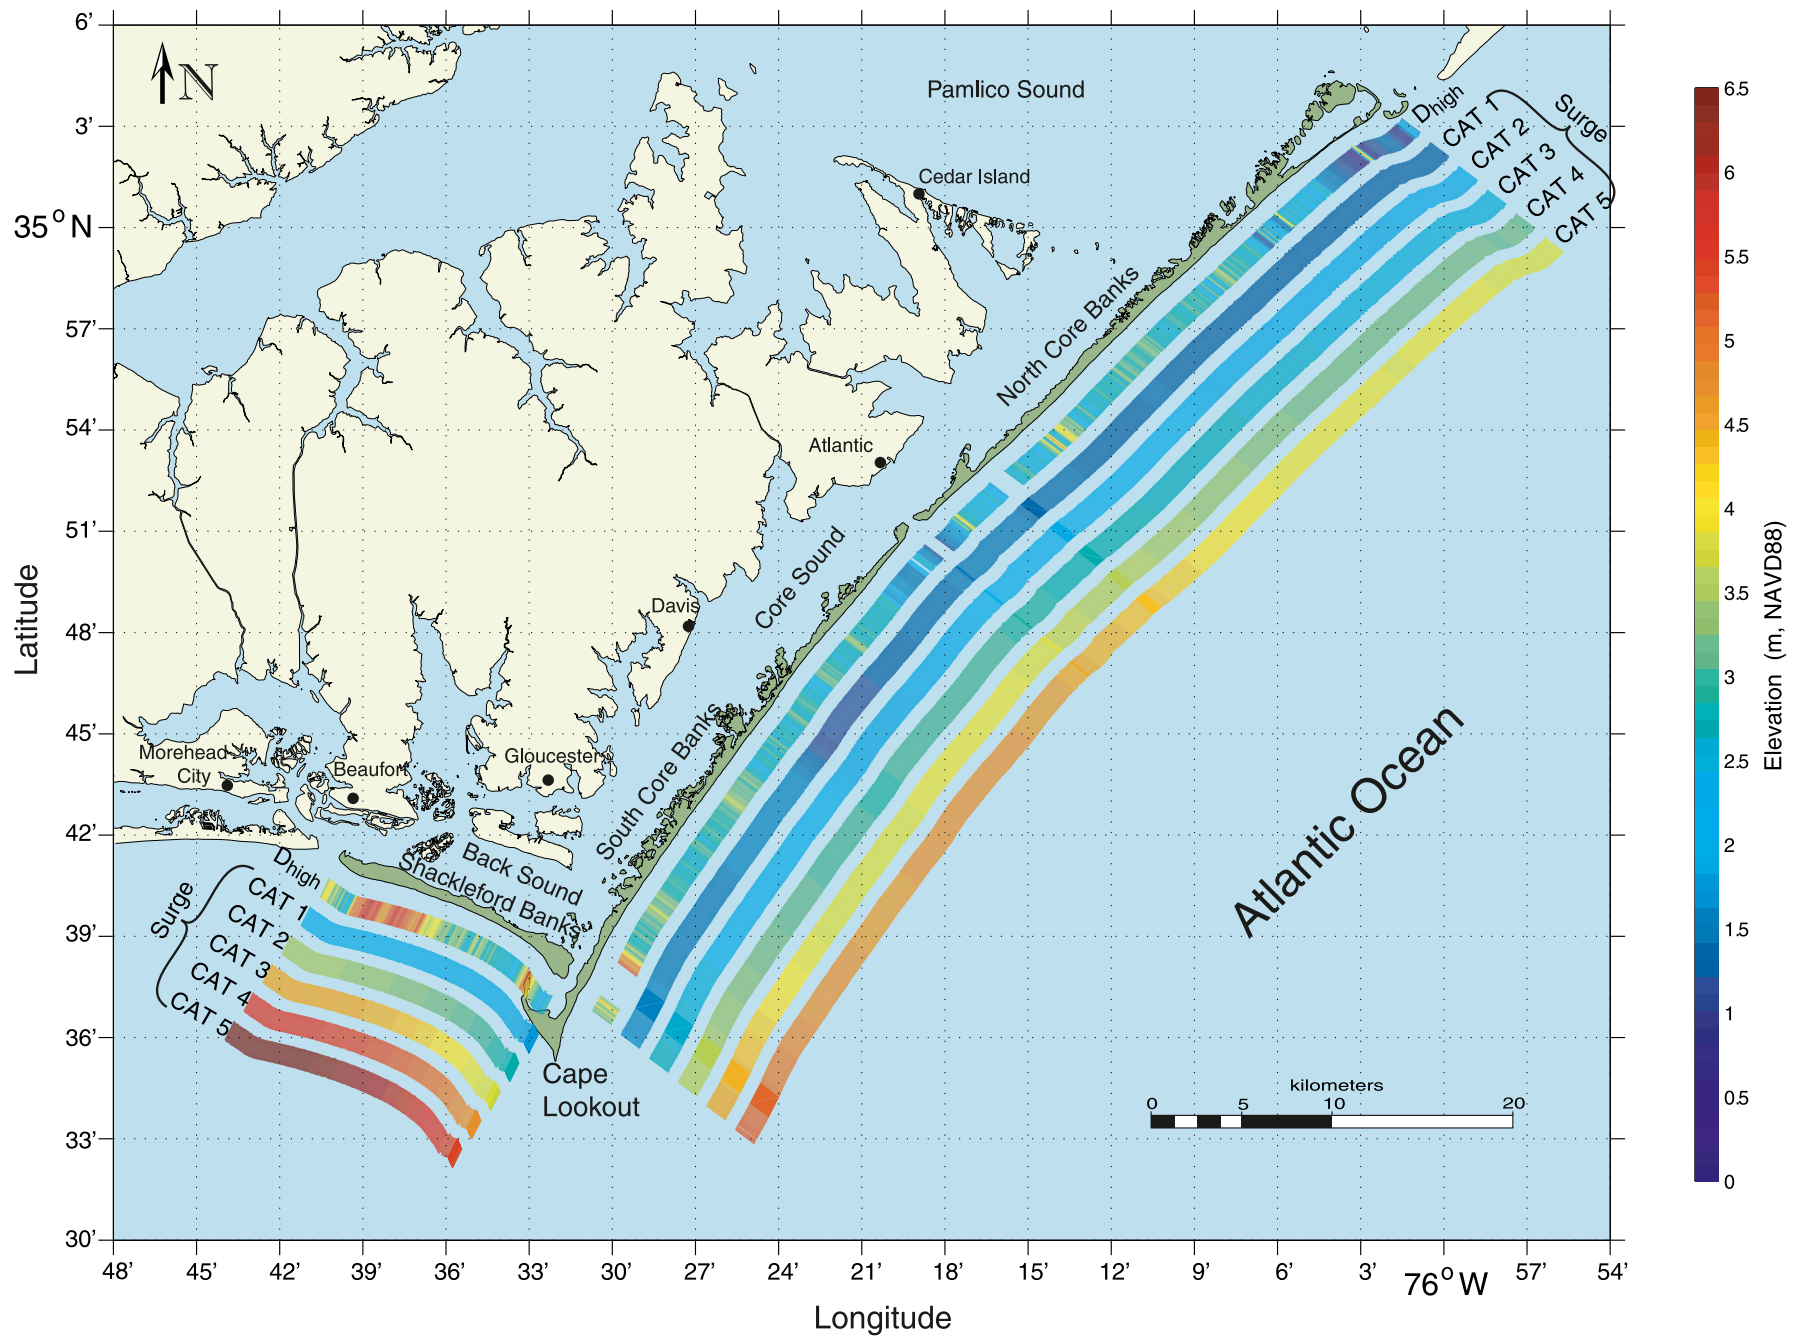 6'
3'
35° N
57'
54'
51'
48'
45'
42'
39'
36'
33'
30'
Latitude
N
Pamlico Sound
Cedar Island
North Core Banks
Atlantic
Core Sound
Davis
South Core Banks
Morehead
City
Beaufort
Gloucester
Back Sound
Shackleford Banks
Cape
Lookout
Atlantic Ocean
Dhigh
CAT 1
CAT 2
CAT 3
CAT 4
CAT 5
Surge
Dhigh
CAT 1
CAT 2
CAT 3
CAT 4
CAT 5
Surge
kilometers
0 5 10 20
48' 45' 42' 39' 36' 33' 30' 27' 24' 21' 18' 15' 12' 9' 6' 3' 76° W 57' 54'
Longitude
6.5
6
5.5
5
4.5
4
3.5
3
2.5
2
1.5
1
0.5
0
Elevation (m, NAVD88)